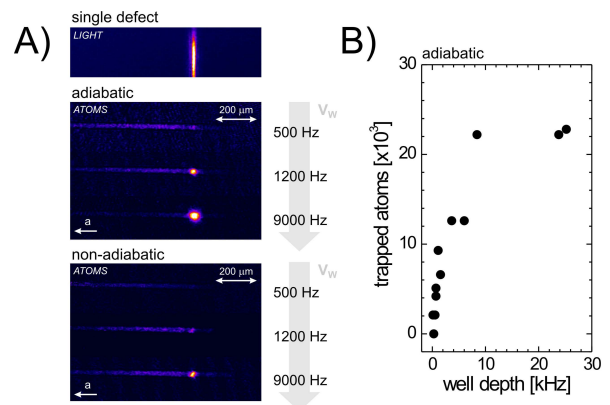 A)
single defect
LIGHT
adiabatic
ATOMS
200 µm
V_W
500 Hz
1200 Hz
9000 Hz
a
non-adiabatic
ATOMS
200 µm
V_W
500 Hz
1200 Hz
9000 Hz
a
B)
adiabatic
trapped atoms [x10³]
30
20
10
0
0 10 20 30
well depth [kHz]